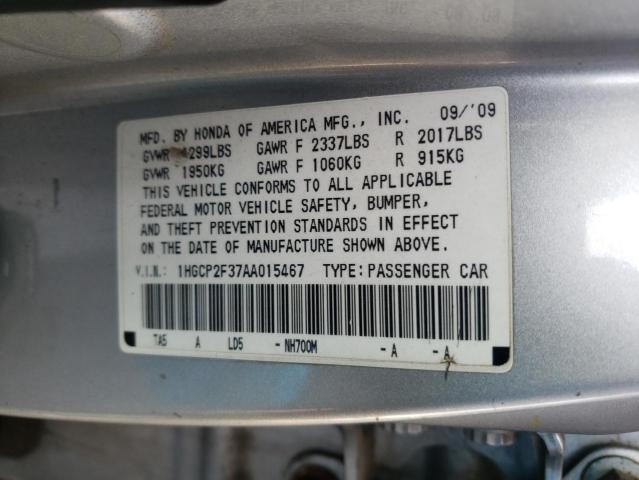 MFD. BY HONDA OF AMERICA MFG., INC. 09/'09
GVWR 4299LBS GAWR F 2337LBS R 2017LBS
GVWR 1950KG GAWR F 1060KG R 915KG
THIS VEHICLE CONFORMS TO ALL APPLICABLE
FEDERAL MOTOR VEHICLE SAFETY, BUMPER,
AND THEFT PREVENTION STANDARDS IN EFFECT
ON THE DATE OF MANUFACTURE SHOWN ABOVE.
V.I.N.: 1HGCP2F37AA015467 TYPE: PASSENGER CAR
TA5 A LD5 - NH700M - A - A